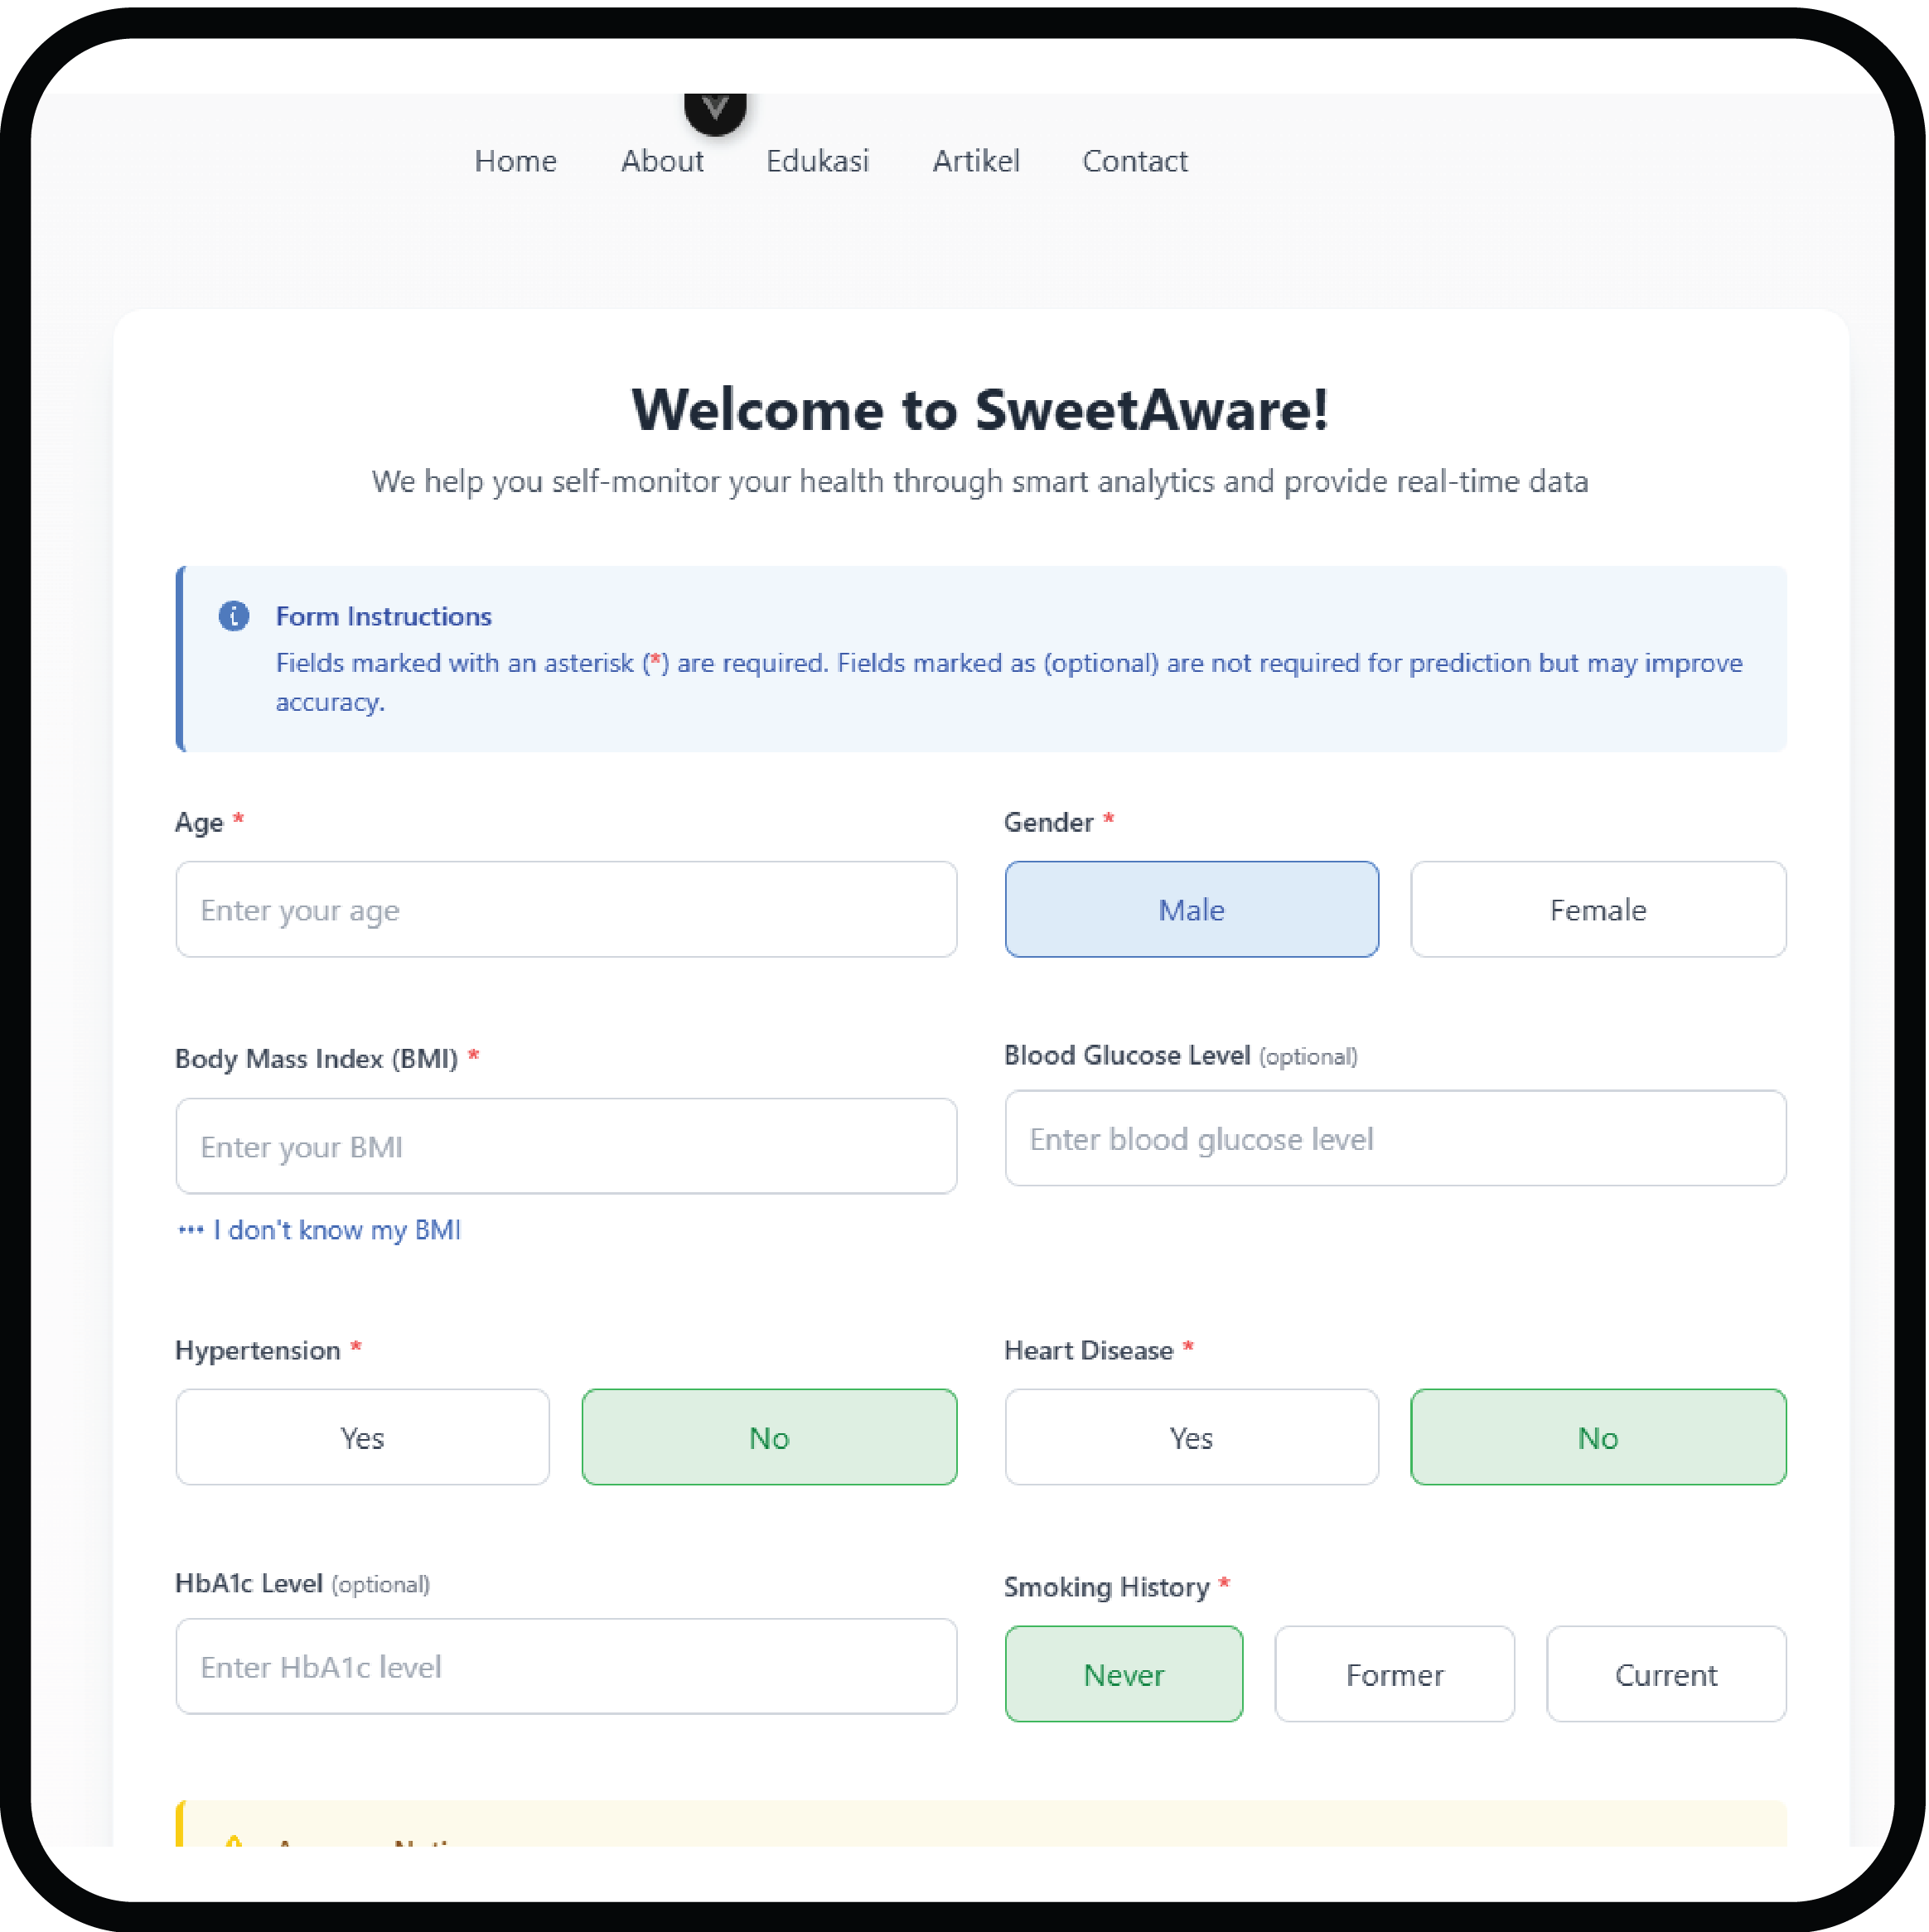 Home About Edukasi Artikel Contact
Welcome to SweetAware!
We help you self-monitor your health through smart analytics and provide real-time data
Form Instructions
Fields marked with an asterisk (*) are required. Fields marked as (optional) are not required for prediction but may improve
accuracy.
Age *
Enter your age
Gender *
Male Female
Body Mass Index (BMI) *
Enter your BMI
••• I don't know my BMI
Blood Glucose Level (optional)
Enter blood glucose level
Hypertension *
Yes No
Heart Disease *
Yes No
HbA1c Level (optional)
Enter HbA1c level
Smoking History *
Never Former Current